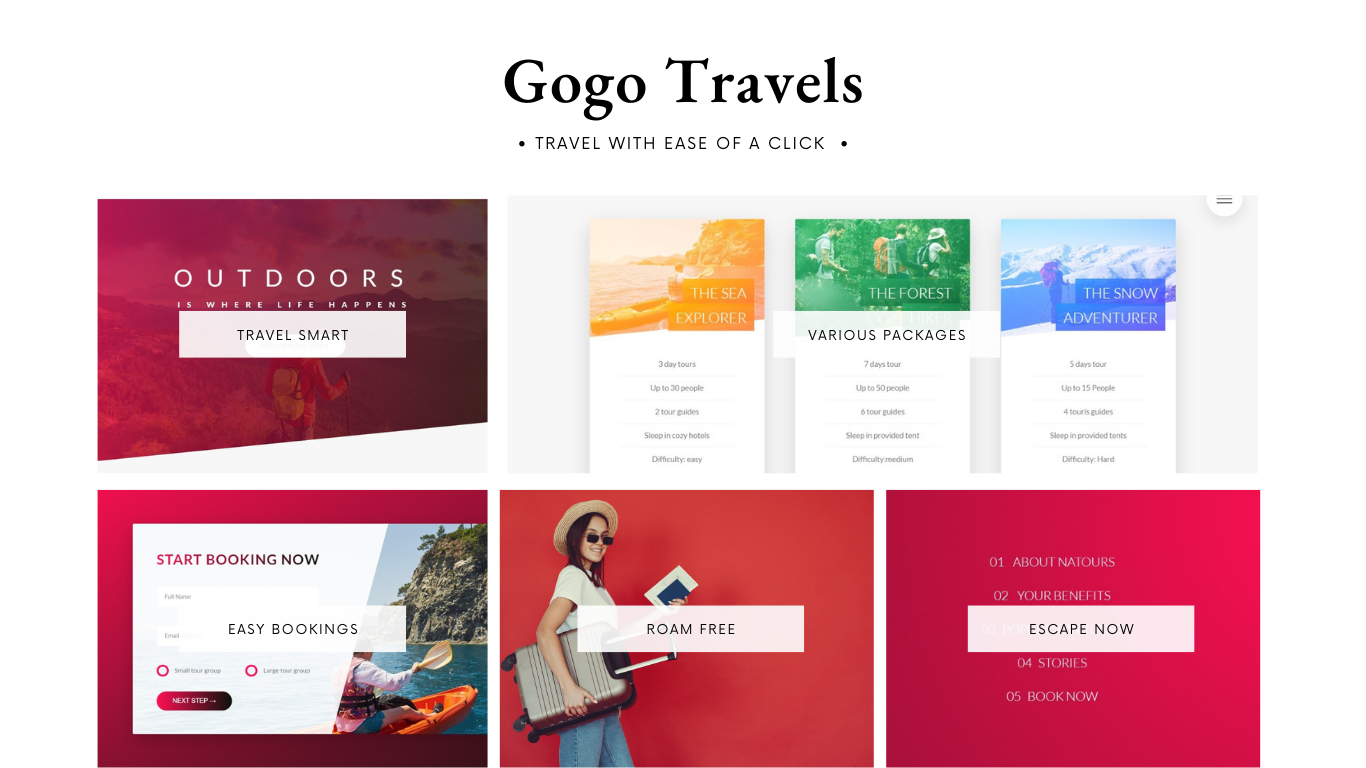 Gogo Travels
• TRAVEL WITH EASE OF A CLICK •
OUTDOORS
IS WHERE LIFE HAPPENS
TRAVEL SMART
THE SEA
EXPLORER
3 day tours
Up to 30 people
2 tour guides
Sleep in cozy hotels
Difficulty: easy
THE FOREST
HIKER
7 days tour
Up to 50 people
6 tour guides
Sleep in provided tent
Difficulty:medium
THE SNOW
ADVENTURER
5 days tour
Up to 15 People
4 touris guides
Sleep in provided tents
Difficulty: Hard
VARIOUS PACKAGES
START BOOKING NOW
Full Name
Email
Small tour group
Large tour group
NEXT STEP →
EASY BOOKINGS
ROAM FREE
01 ABOUT NATOURS
02 YOUR BENEFITS
03
04 STORIES
05 BOOK NOW
ESCAPE NOW